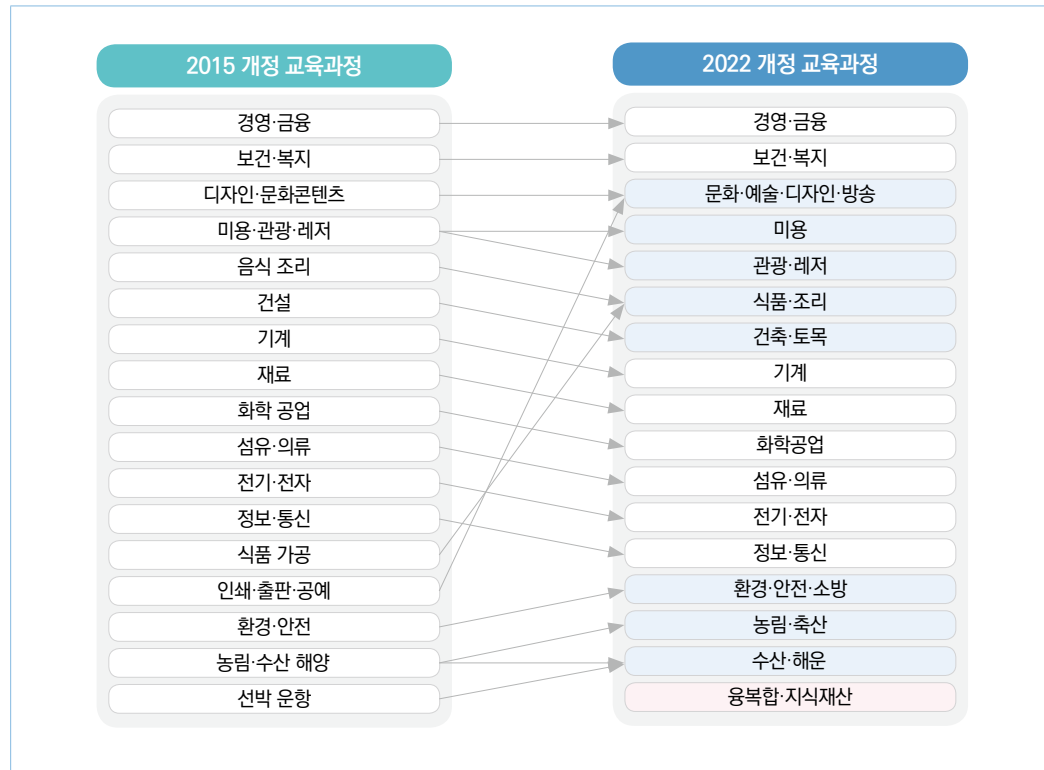 2015 개정 교육과정
경영·금융
보건·복지
디자인·문화콘텐츠
미용·관광·레저
음식 조리
건설
기계
재료
화학 공업
섬유·의류
전기·전자
정보·통신
식품 가공
인쇄·출판·공예
환경·안전
농림·수산 해양
선박 운항
2022 개정 교육과정
경영·금융
보건·복지
문화·예술·디자인·방송
미용
관광·레저
식품·조리
건축·토목
기계
재료
화학공업
섬유·의류
전기·전자
정보·통신
환경·안전·소방
농림·축산
수산·해운
융복합·지식재산